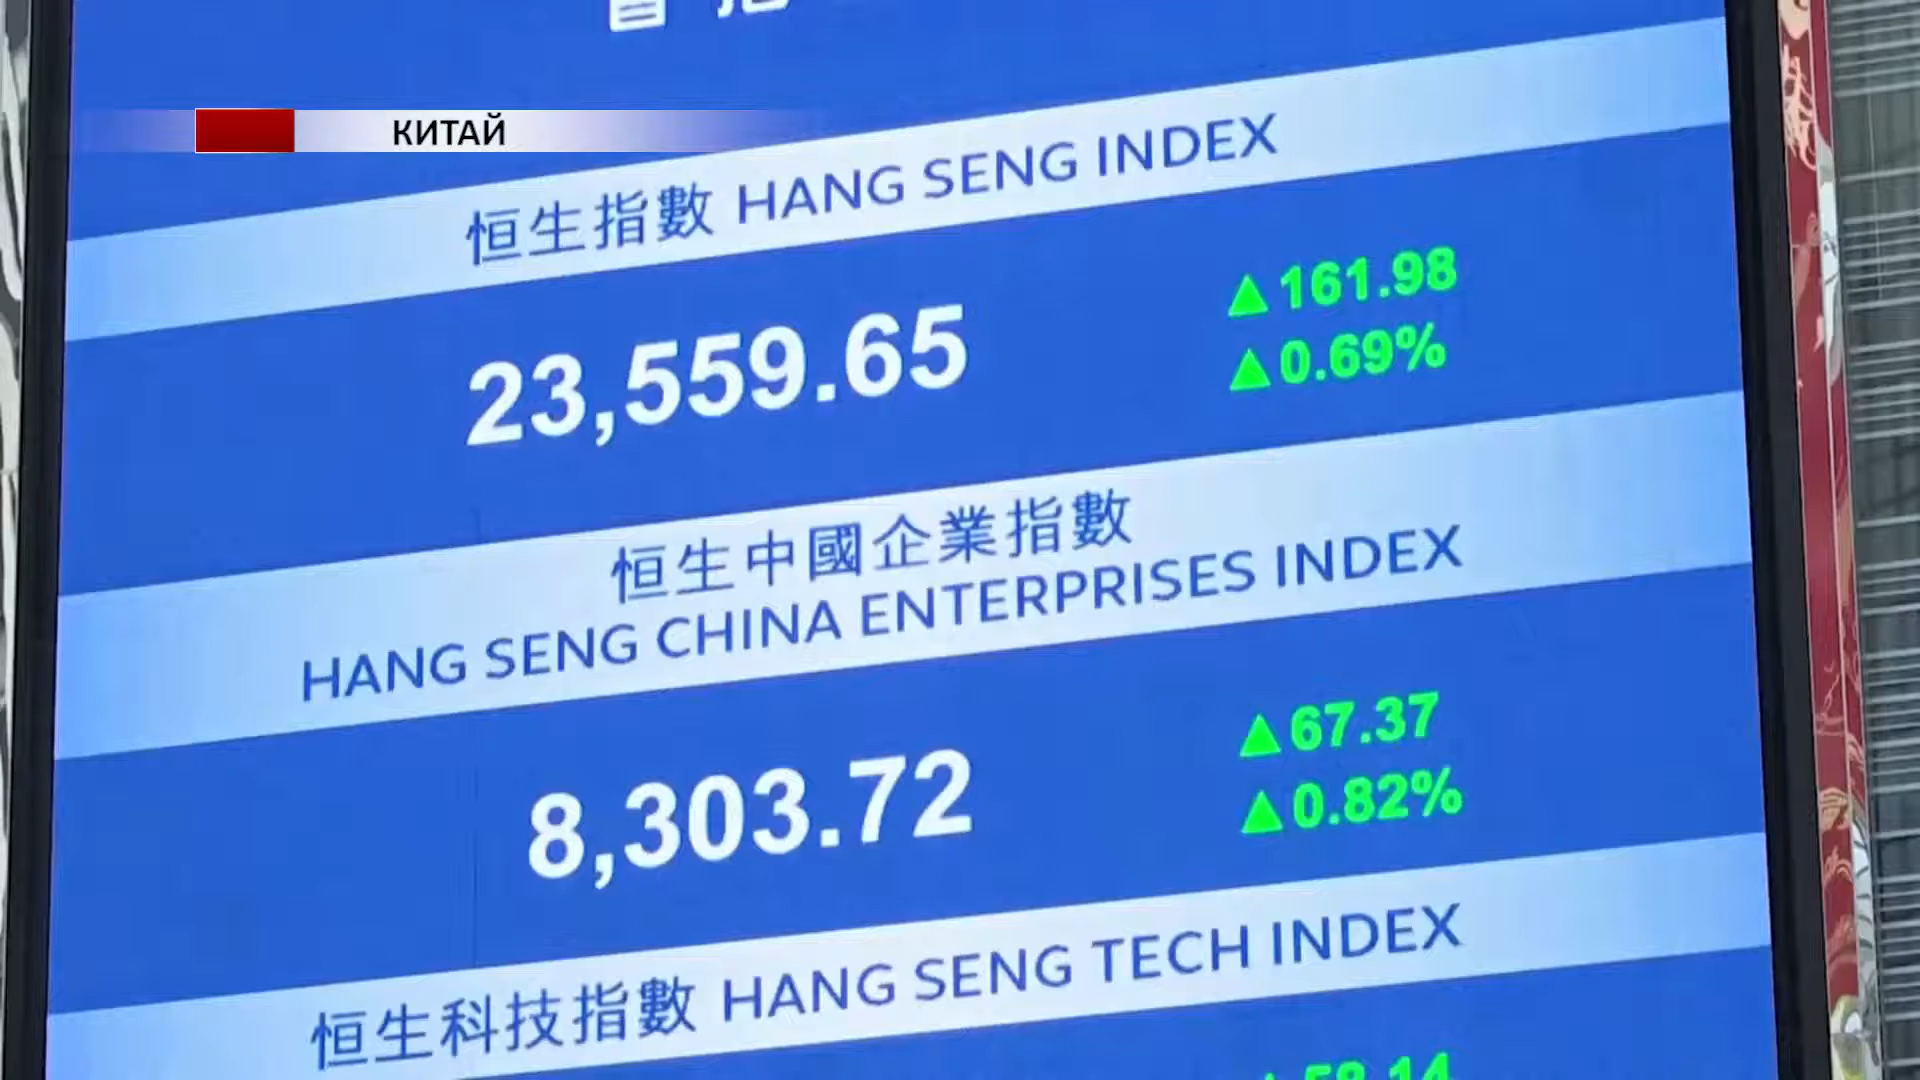 КИТАЙ
恒生指數 HANG SENG INDEX
23,559.65
▲161.98
▲0.69%
恒生中國企業指數
HANG SENG CHINA ENTERPRISES INDEX
8,303.72
▲67.37
▲0.82%
恒生科技指數 HANG SENG TECH INDEX
58.14